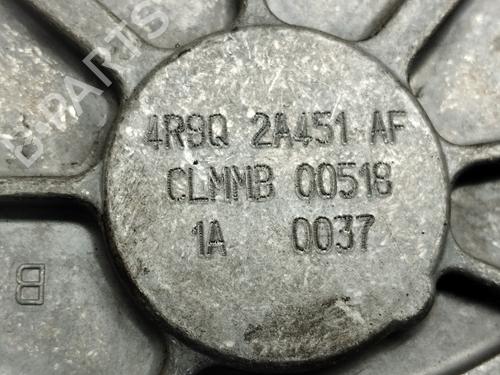 B-PARTS
4R9Q 2A451 AF
CLMMB 00518
1A 0037
B